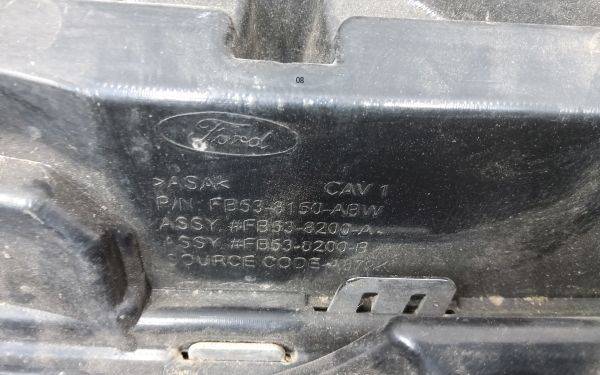 08
Ford
>ASA<
CAV 1
P/N: FB53-8150-ABW
ASSY #FB53-8200-A
ASSY #FB53-8200-B
SOURCE CODE